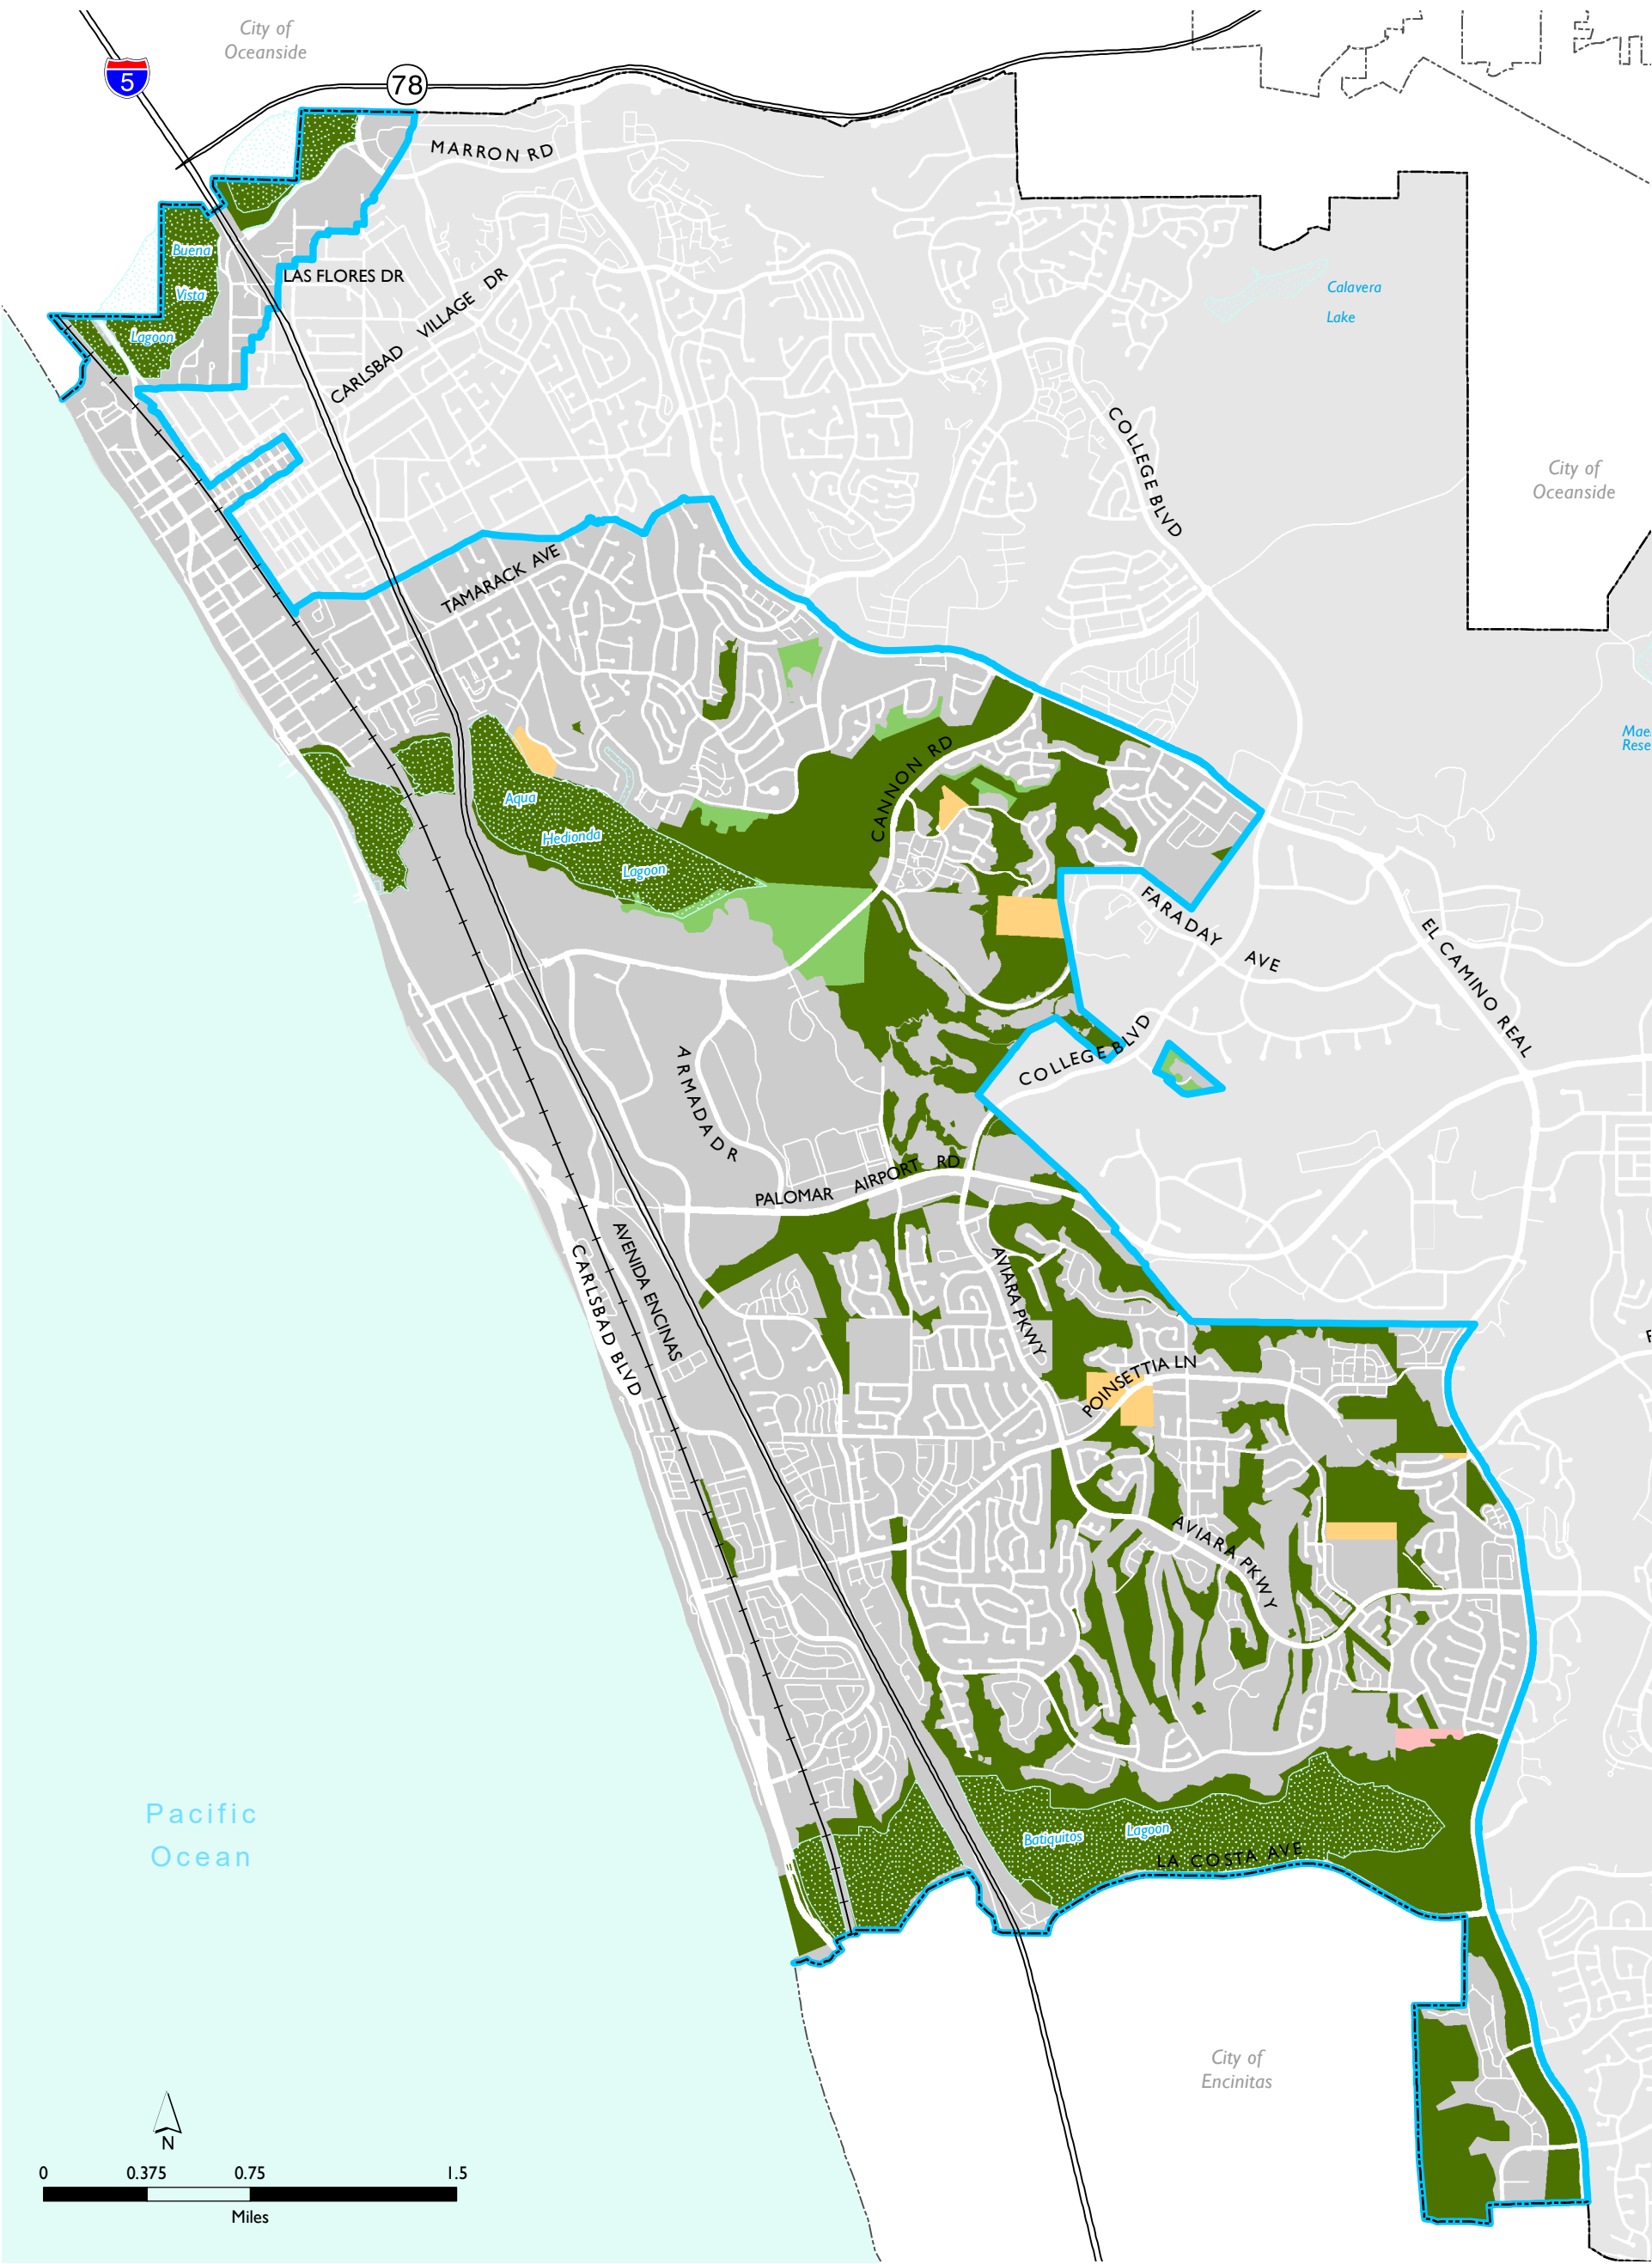 City of
Oceanside
5
78
MARRON RD
Buena
Vista
Lagoon
LAS FLORES DR
CARLSBAD VILLAGE DR
Calavera
Lake
COLLEGE BLVD
City of
Oceanside
TAMARACK AVE
CANNON RD
Aqua
Hedionda
Lagoon
FARADAY AVE
EL CAMINO REAL
COLLEGE BLVD
ARMADA DR
PALOMAR AIRPORT RD
AVENIDA ENCINAS
CARLSBAD BLVD
AVIARA PKWY
POINSETTIA LN
AVIARA PKWY
Pacific
Ocean
Batiquitos
Lagoon
LA COSTA AVE
City of
Encinitas
N
0 0.375 0.75 1.5
Miles